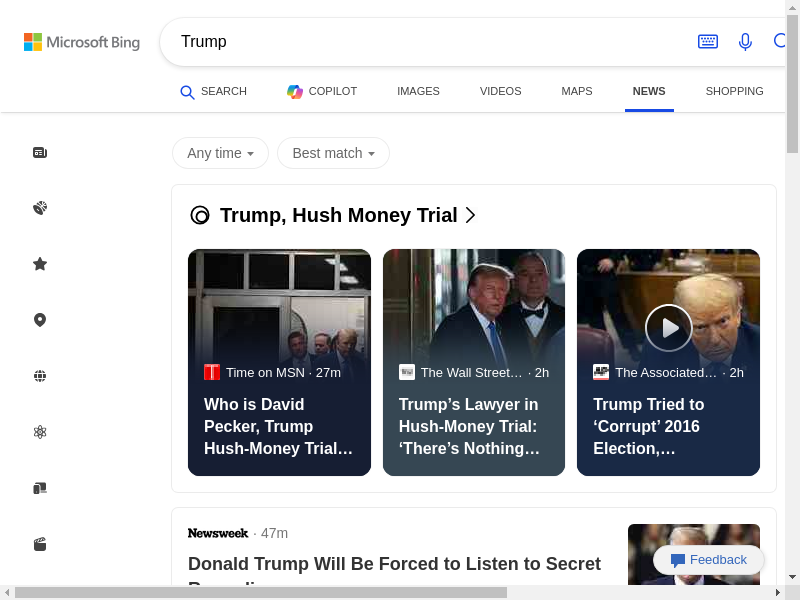 Microsoft Bing
Trump
SEARCH
COPILOT
IMAGES
VIDEOS
MAPS
NEWS
SHOPPING
Any time
Best match
Trump, Hush Money Trial
Time on MSN · 27m
Who is David
Pecker, Trump
Hush-Money Trial…
The Wall Street… · 2h
Trump’s Lawyer in
Hush-Money Trial:
‘There’s Nothing…
The Associated… · 2h
Trump Tried to
‘Corrupt’ 2016
Election,…
Newsweek · 47m
Donald Trump Will Be Forced to Listen to Secret
Feedback